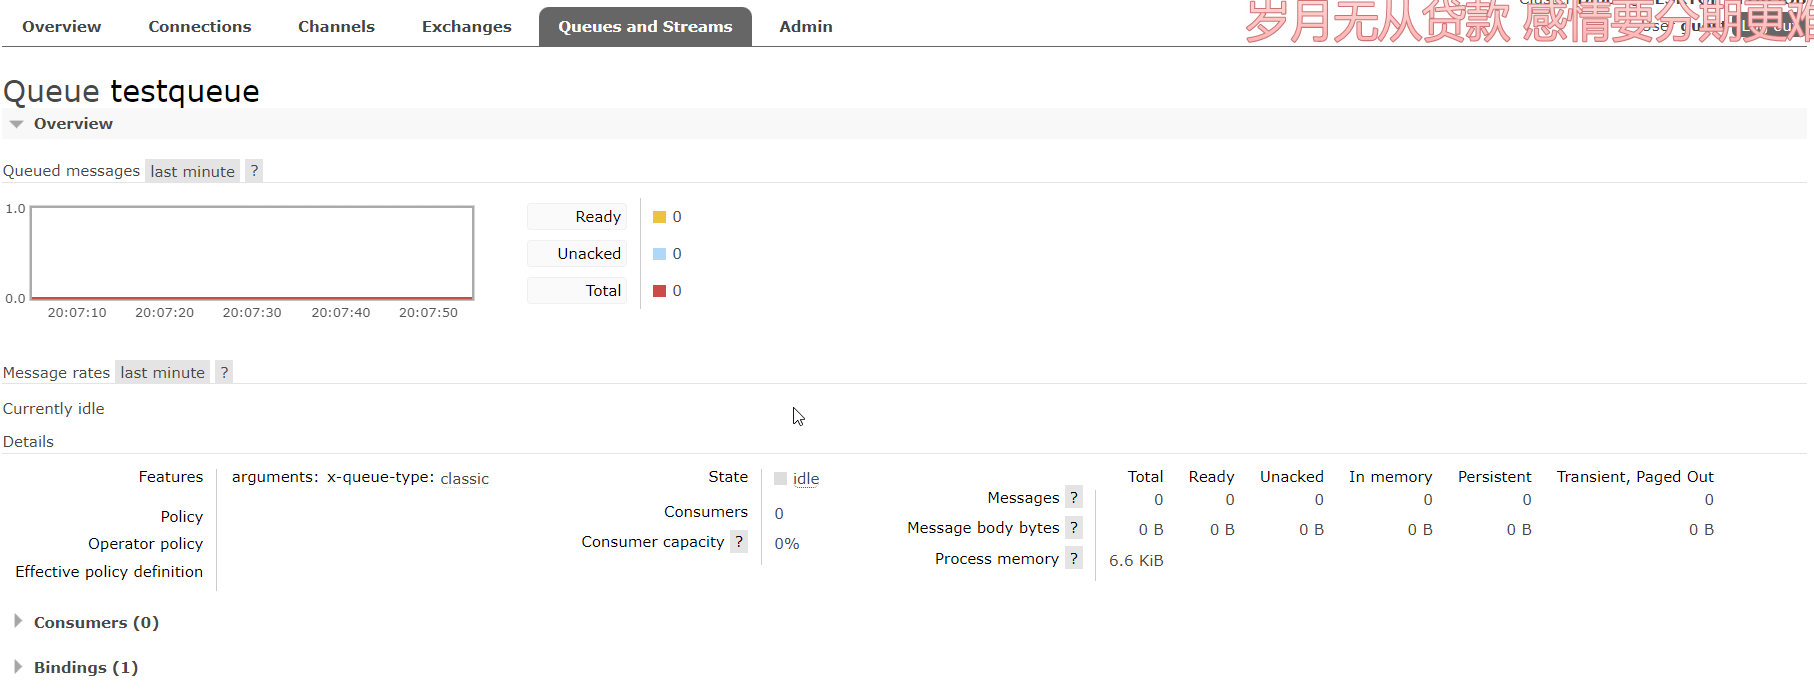 Overview Connections Channels Exchanges Queues and Streams Admin
岁月无从贷款 感情要分期更难
Queue testqueue
Overview
Queued messages last minute ?
1.0
0.0
20:07:10 20:07:20 20:07:30 20:07:40 20:07:50
Ready 0
Unacked 0
Total 0
Message rates last minute ?
Currently idle
Details
Features arguments: x-queue-type: classic
Policy
Operator policy
Effective policy definition
State idle
Consumers 0
Consumer capacity ? 0%
Total Ready Unacked In memory Persistent Transient, Paged Out
Messages ? 0 0 0 0 0 0
Message body bytes ? 0 B 0 B 0 B 0 B 0 B 0 B
Process memory ? 6.6 KiB
Consumers (0)
Bindings (1)